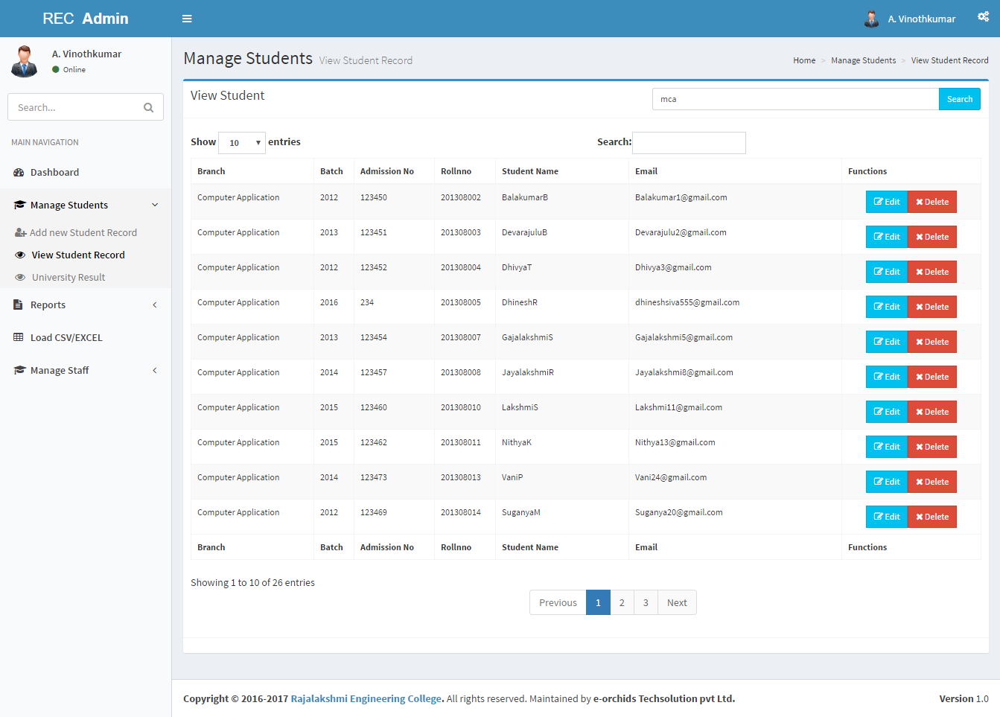 REC Admin
A. Vinothkumar
A. Vinothkumar
Online
Search...
MAIN NAVIGATION
Dashboard
Manage Students
Add new Student Record
View Student Record
University Result
Reports
Load CSV/EXCEL
Manage Staff
Manage Students View Student Record
Home > Manage Students > View Student Record
View Student
mca Search
Show 10 entries Search:
Branch Batch Admission No Rollnno Student Name Email Functions
Computer Application 2012 123450 201308002 BalakumarB Balakumar1@gmail.com Edit Delete
Computer Application 2013 123451 201308003 DevarajuluB Devarajulu2@gmail.com Edit Delete
Computer Application 2012 123452 201308004 DhivyaT Dhivya3@gmail.com Edit Delete
Computer Application 2016 234 201308005 DhineshR dhineshsiva555@gmail.com Edit Delete
Computer Application 2013 123454 201308007 GajalakshmiS Gajalakshmi5@gmail.com Edit Delete
Computer Application 2014 123457 201308008 JayalakshmiR Jayalakshmi8@gmail.com Edit Delete
Computer Application 2015 123460 201308010 LakshmiS Lakshmi11@gmail.com Edit Delete
Computer Application 2015 123462 201308011 NithyaK Nithya13@gmail.com Edit Delete
Computer Application 2014 123473 201308013 VaniP Vani24@gmail.com Edit Delete
Computer Application 2012 123469 201308014 SuganyaM Suganya20@gmail.com Edit Delete
Branch Batch Admission No Rollnno Student Name Email Functions
Showing 1 to 10 of 26 entries
Previous 1 2 3 Next
Copyright © 2016-2017 Rajalakshmi Engineering College. All rights reserved. Maintained by e-orchids Techsolution pvt Ltd. Version 1.0